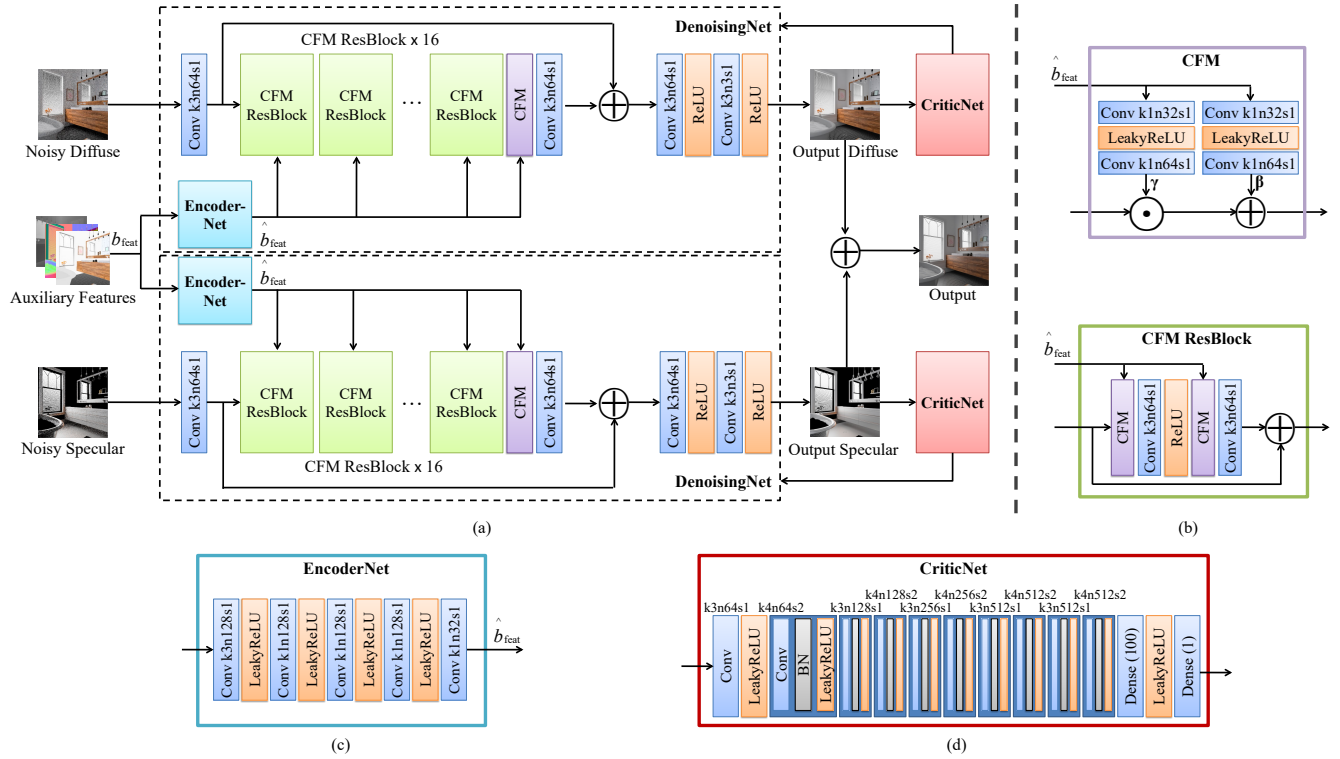 DenoisingNet
CFM ResBlock x 16
Conv k3n64s1
CFM
ResBlock
CFM
ResBlock
...
CFM
ResBlock
CFM
Conv k3n64s1
Conv k3n64s1
ReLU
Conv k3n3s1
ReLU
CriticNet
Noisy Diffuse
Output Diffuse
Encoder-
Net
b̂feat
bfeat
Auxiliary Features
Encoder-
Net
b̂feat
Output
Conv k3n64s1
CFM
ResBlock
CFM
ResBlock
...
CFM
ResBlock
CFM
Conv k3n64s1
Conv k3n64s1
ReLU
Conv k3n3s1
ReLU
CriticNet
Noisy Specular
Output Specular
CFM ResBlock x 16
DenoisingNet
(a)
CFM
b̂feat
Conv k1n32s1
Conv k1n32s1
LeakyReLU
LeakyReLU
Conv k1n64s1
Conv k1n64s1
γ
β
CFM ResBlock
b̂feat
CFM
Conv k3n64s1
ReLU
CFM
Conv k3n64s1
(b)
EncoderNet
Conv k3n128s1
LeakyReLU
Conv k1n128s1
LeakyReLU
Conv k1n128s1
LeakyReLU
Conv k1n128s1
LeakyReLU
Conv k1n32s1
b̂feat
(c)
CriticNet
k3n64s1
k4n64s2
k3n128s1
k4n128s2
k3n256s1
k4n256s2
k3n512s1
k4n512s2
k3n512s1
k4n512s2
Conv
LeakyReLU
Conv
BN
LeakyReLU
Dense (100)
LeakyReLU
Dense (1)
(d)